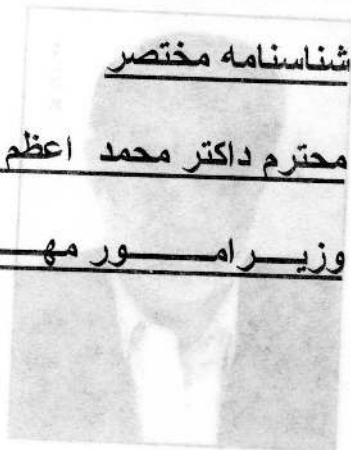 شناسنامه مختصر
محترم داکتر محمد اعظم
وزیر امور